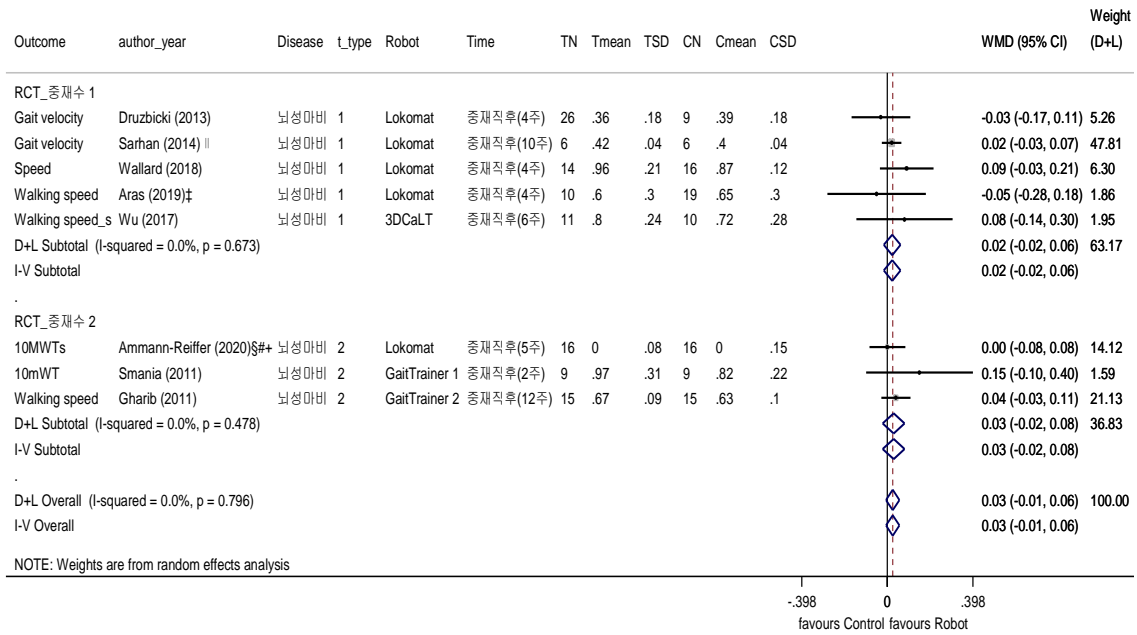 Weight
Outcome author_year Disease t_type Robot Time TN Tmean TSD CN Cmean CSD WMD (95% CI) (D+L)
RCT_중재수 1
Gait velocity Druzbicki (2013) 뇌성마비 1 Lokomat 중재직후(4주) 26 .36 .18 9 .39 .18 -0.03 (-0.17, 0.11) 5.26
Gait velocity Sarhan (2014) ∥ 뇌성마비 1 Lokomat 중재직후(10주) 6 .42 .04 6 .4 .04 0.02 (-0.03, 0.07) 47.81
Speed Wallard (2018) 뇌성마비 1 Lokomat 중재직후(4주) 14 .96 .21 16 .87 .12 0.09 (-0.03, 0.21) 6.30
Walking speed Aras (2019)‡ 뇌성마비 1 Lokomat 중재직후(4주) 10 .6 .3 19 .65 .3 -0.05 (-0.28, 0.18) 1.86
Walking speed_s Wu (2017) 뇌성마비 1 3DCaLT 중재직후(6주) 11 .8 .24 10 .72 .28 0.08 (-0.14, 0.30) 1.95
D+L Subtotal (I-squared = 0.0%, p = 0.673) 0.02 (-0.02, 0.06) 63.17
I-V Subtotal 0.02 (-0.02, 0.06)
.
RCT_중재수 2
10MWTs Ammann-Reiffer (2020)§#+ 뇌성마비 2 Lokomat 중재직후(5주) 16 0 .08 16 0 .15 0.00 (-0.08, 0.08) 14.12
10mWT Smania (2011) 뇌성마비 2 GaitTrainer 1 중재직후(2주) 9 .97 .31 9 .82 .22 0.15 (-0.10, 0.40) 1.59
Walking speed Gharib (2011) 뇌성마비 2 GaitTrainer 2 중재직후(12주) 15 .67 .09 15 .63 .1 0.04 (-0.03, 0.11) 21.13
D+L Subtotal (I-squared = 0.0%, p = 0.478) 0.03 (-0.02, 0.08) 36.83
I-V Subtotal 0.03 (-0.02, 0.08)
.
D+L Overall (I-squared = 0.0%, p = 0.796) 0.03 (-0.01, 0.06) 100.00
I-V Overall 0.03 (-0.01, 0.06)
NOTE: Weights are from random effects analysis
-.398 0 .398
favours Control favours Robot